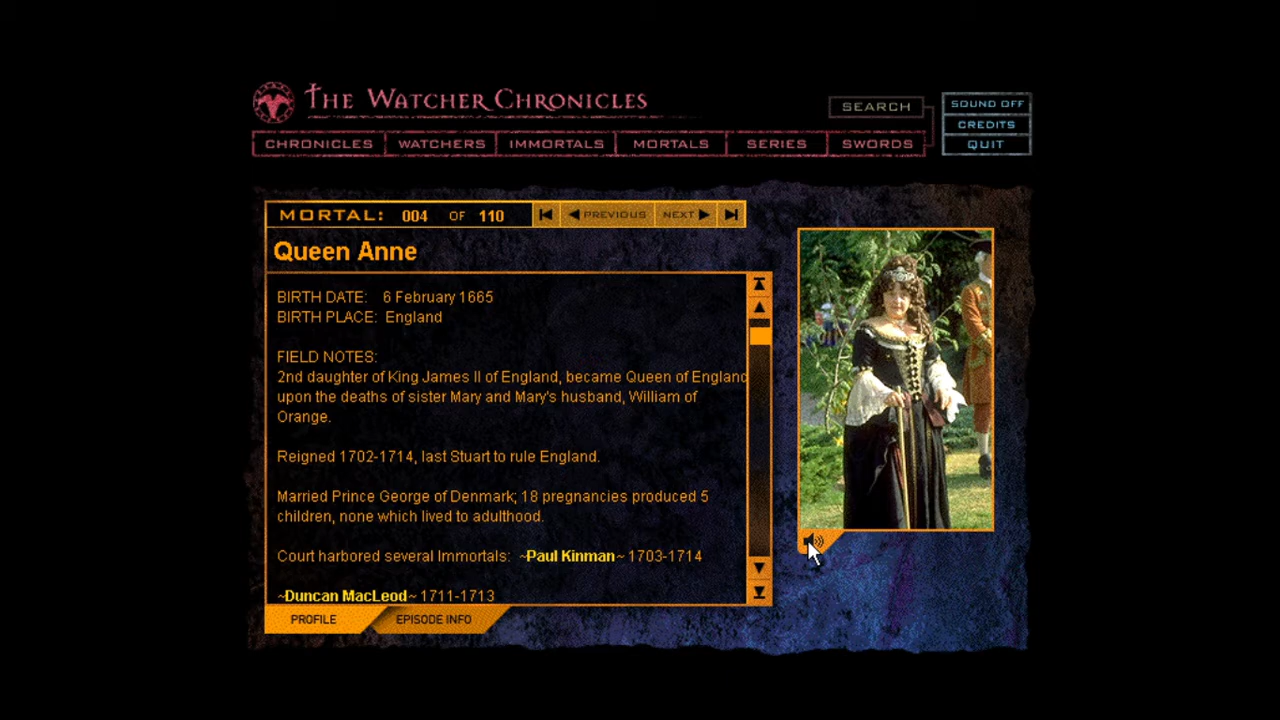 THE WATCHER CHRONICLES
SEARCH
SOUND OFF
CREDITS
QUIT
CHRONICLES
WATCHERS
IMMORTALS
MORTALS
SERIES
SWORDS
MORTAL: 004 OF 110
PREVIOUS
NEXT
Queen Anne
BIRTH DATE: 6 February 1665
BIRTH PLACE: England
FIELD NOTES:
2nd daughter of King James II of England, became Queen of England
upon the deaths of sister Mary and Mary's husband, William of
Orange.
Reigned 1702-1714, last Stuart to rule England.
Married Prince George of Denmark; 18 pregnancies produced 5
children, none which lived to adulthood.
Court harbored several Immortals: ~Paul Kinman~ 1703-1714
~Duncan MacLeod~ 1711-1713
PROFILE
EPISODE INFO